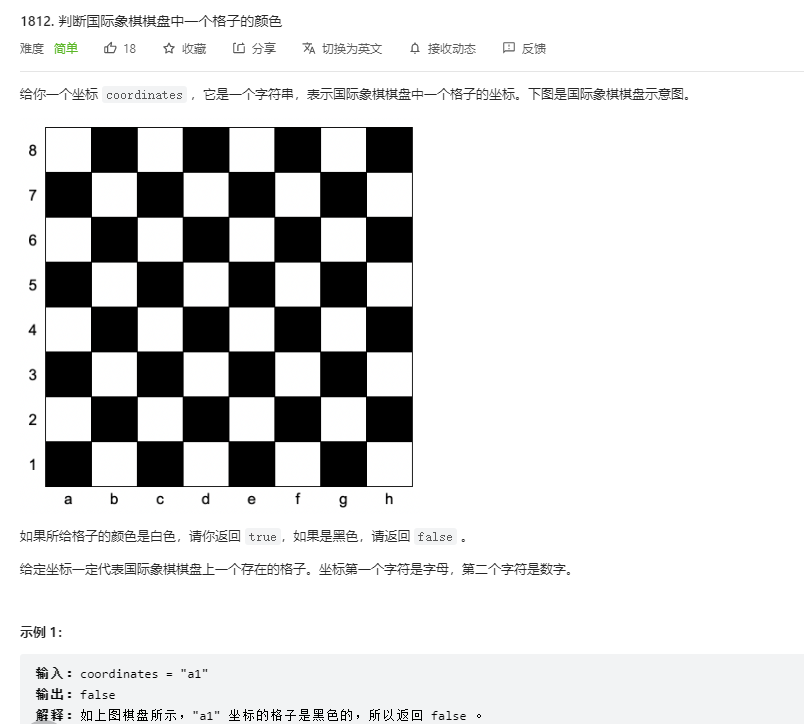 1812. 判断国际象棋棋盘中一个格子的颜色
难度 简单 18 收藏 分享 切换为英文 接收动态 反馈
给你一个坐标 coordinates ，它是一个字符串，表示国际象棋棋盘中一个格子的坐标。下图是国际象棋棋盘示意图。
8
7
6
5
4
3
2
1
a b c d e f g h
如果所给格子的颜色是白色，请你返回 true，如果是黑色，请返回 false 。
给定坐标一定代表国际象棋棋盘上一个存在的格子。坐标第一个字符是字母，第二个字符是数字。
示例 1：
输入：coordinates = "a1"
输出：false
解释：如上图棋盘所示，"a1" 坐标的格子是黑色的，所以返回 false 。